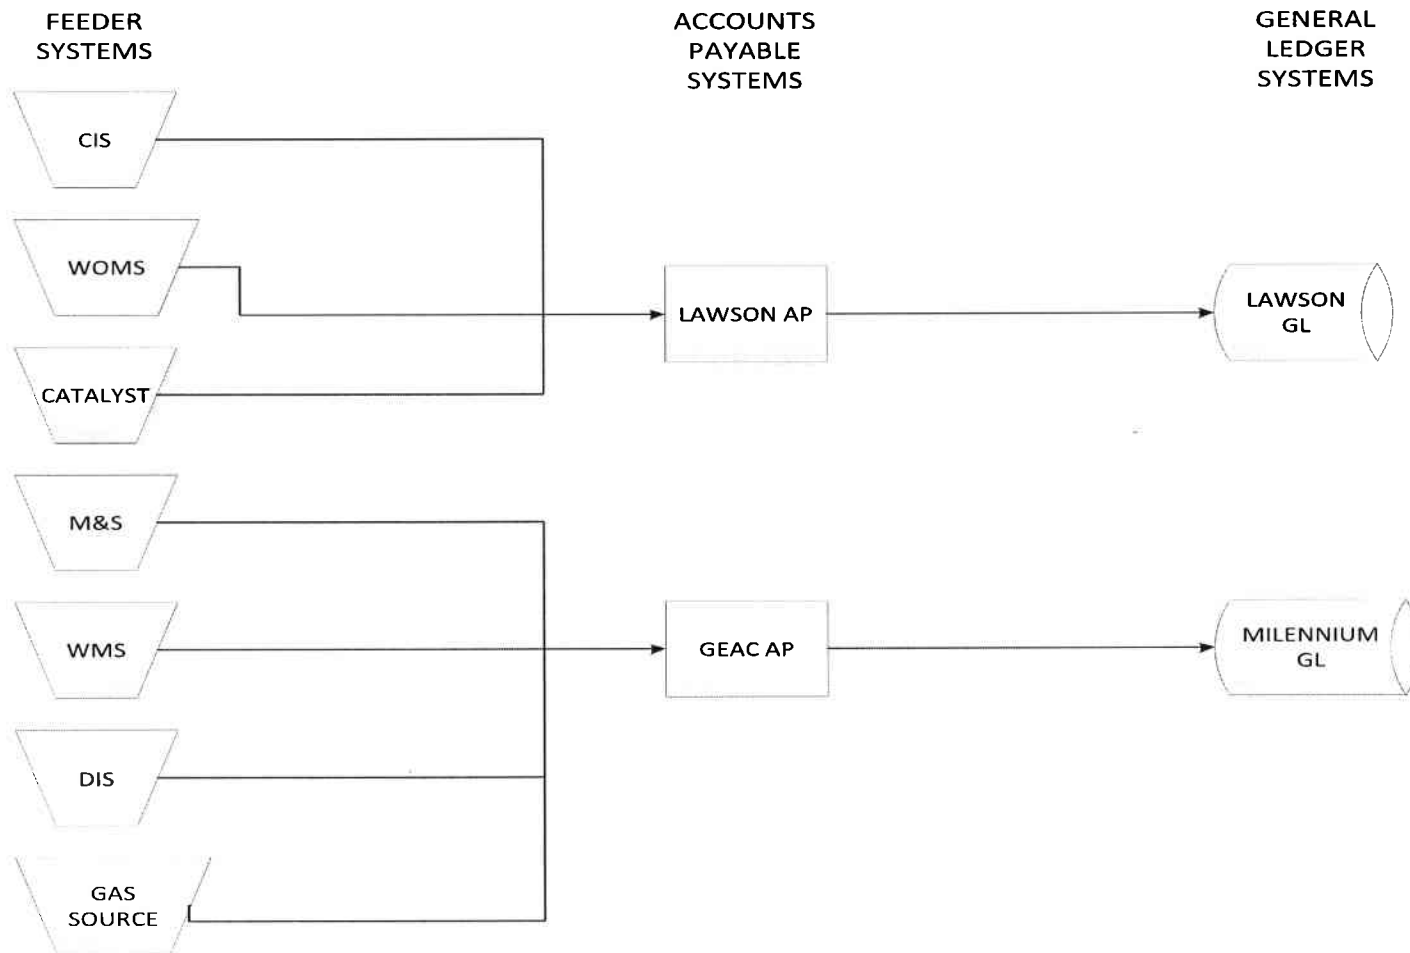 FEEDER
SYSTEMS
ACCOUNTS
PAYABLE
SYSTEMS
GENERAL
LEDGER
SYSTEMS
CIS
WOMS
CATALYST
LAWSON AP
LAWSON
GL
M&S
WMS
GEAC AP
MILENNIUM
GL
DIS
GAS
SOURCE